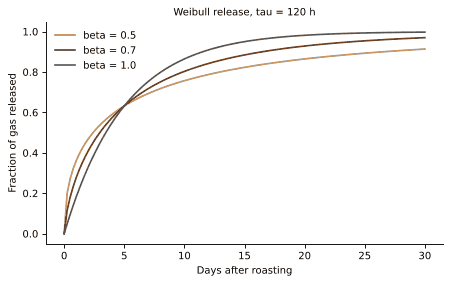 Weibull release, tau = 120 h
beta = 0.5
beta = 0.7
beta = 1.0
Fraction of gas released
1.0
0.8
0.6
0.4
0.2
0.0
0 5 10 15 20 25 30
Days after roasting